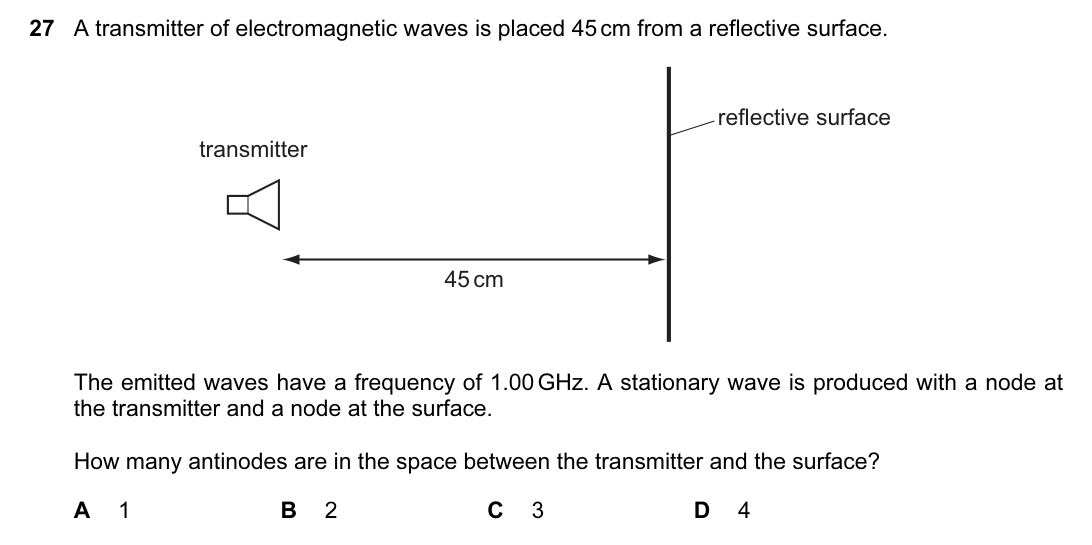 27 A transmitter of electromagnetic waves is placed 45 cm from a reflective surface.
reflective surface
transmitter
45 cm
The emitted waves have a frequency of 1.00 GHz. A stationary wave is produced with a node at
the transmitter and a node at the surface.
How many antinodes are in the space between the transmitter and the surface?
A 1 B 2 C 3 D 4